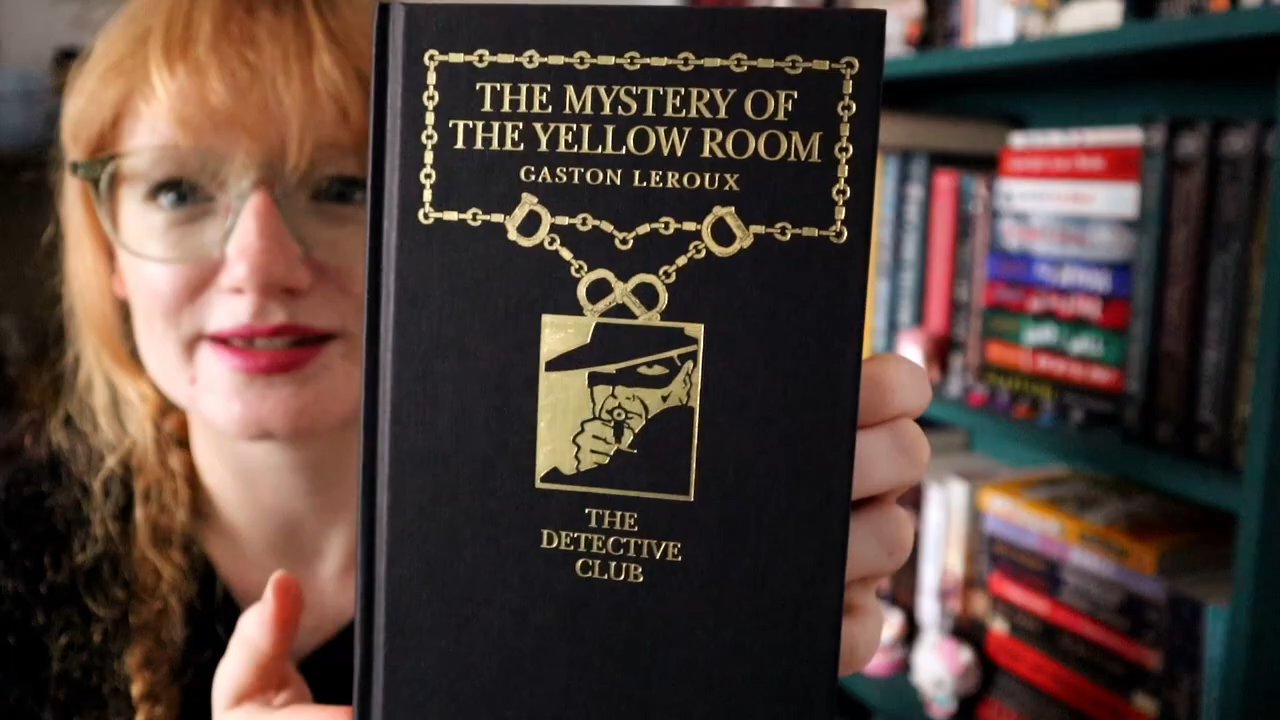 THE MYSTERY OF
THE YELLOW ROOM
GASTON LEROUX
THE
DETECTIVE
CLUB